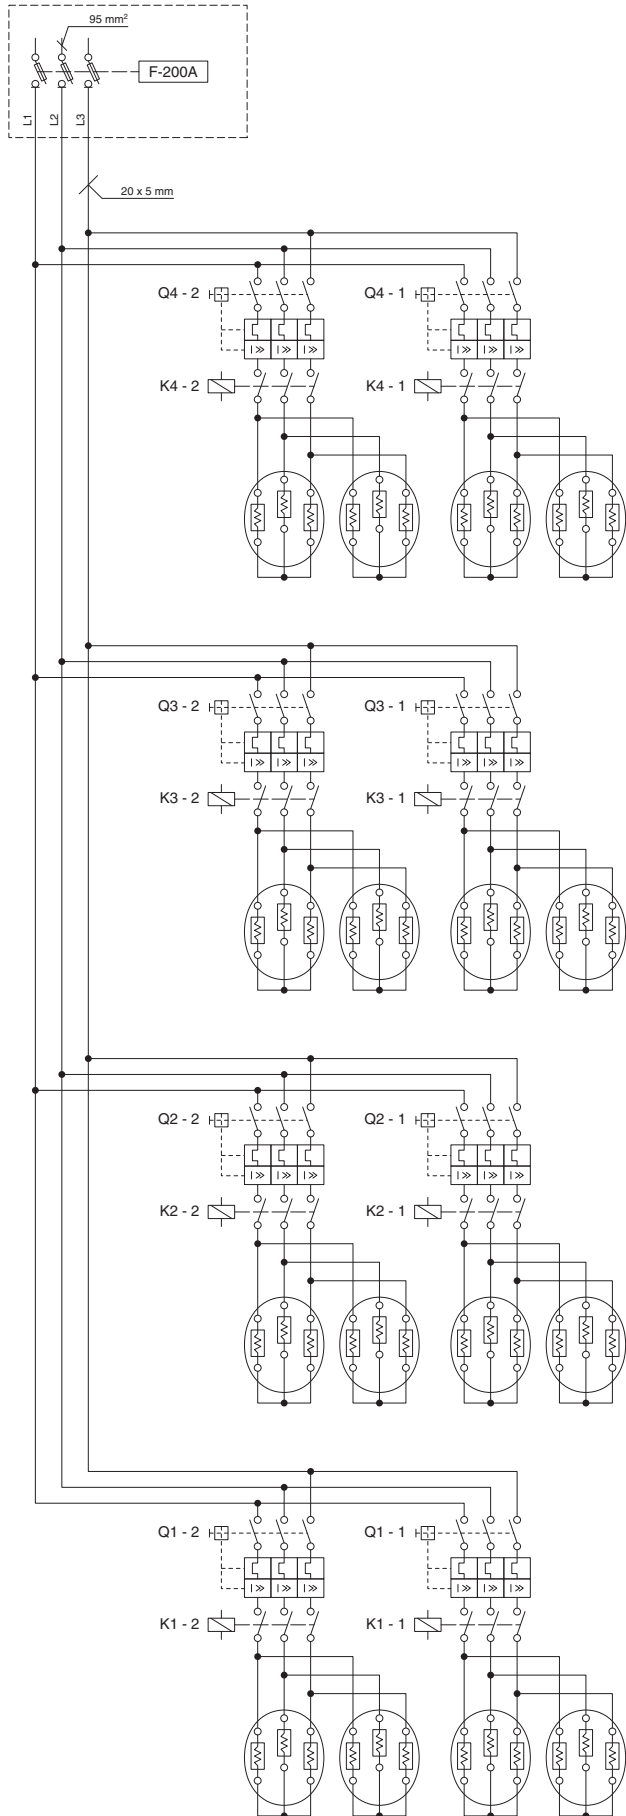 95 mm²
F-200A
L1 L2 L3
20 x 5 mm
Q4 - 2 Q4 - 1
I>> I>> I>> I>> I>> I>>
K4 - 2 K4 - 1
Q3 - 2 Q3 - 1
I>> I>> I>> I>> I>> I>>
K3 - 2 K3 - 1
Q2 - 2 Q2 - 1
I>> I>> I>> I>> I>> I>>
K2 - 2 K2 - 1
Q1 - 2 Q1 - 1
I>> I>> I>> I>> I>> I>>
K1 - 2 K1 - 1